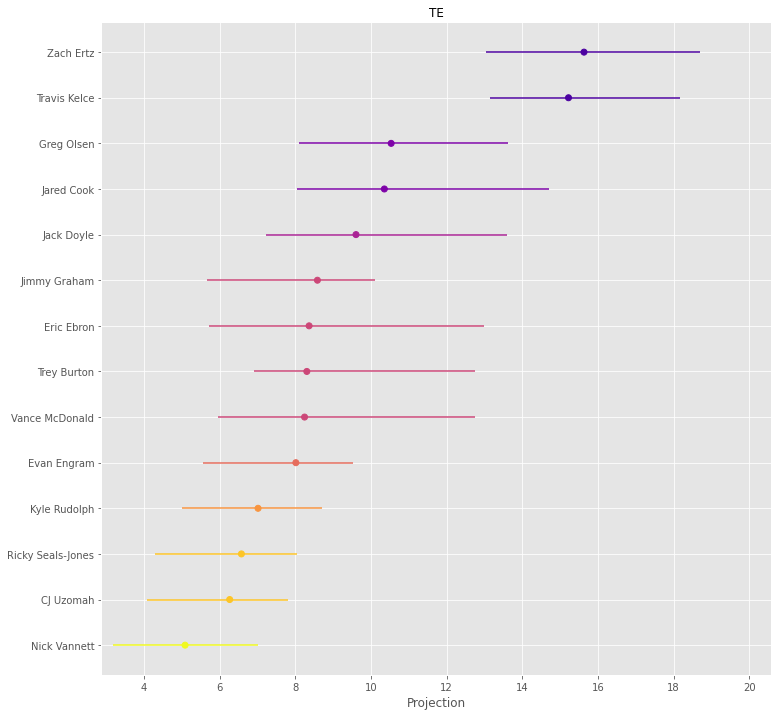 TE
Zach Ertz
Travis Kelce
Greg Olsen
Jared Cook
Jack Doyle
Jimmy Graham
Eric Ebron
Trey Burton
Vance McDonald
Evan Engram
Kyle Rudolph
Ricky Seals-Jones
CJ Uzomah
Nick Vannett
4 6 8 10 12 14 16 18 20
Projection